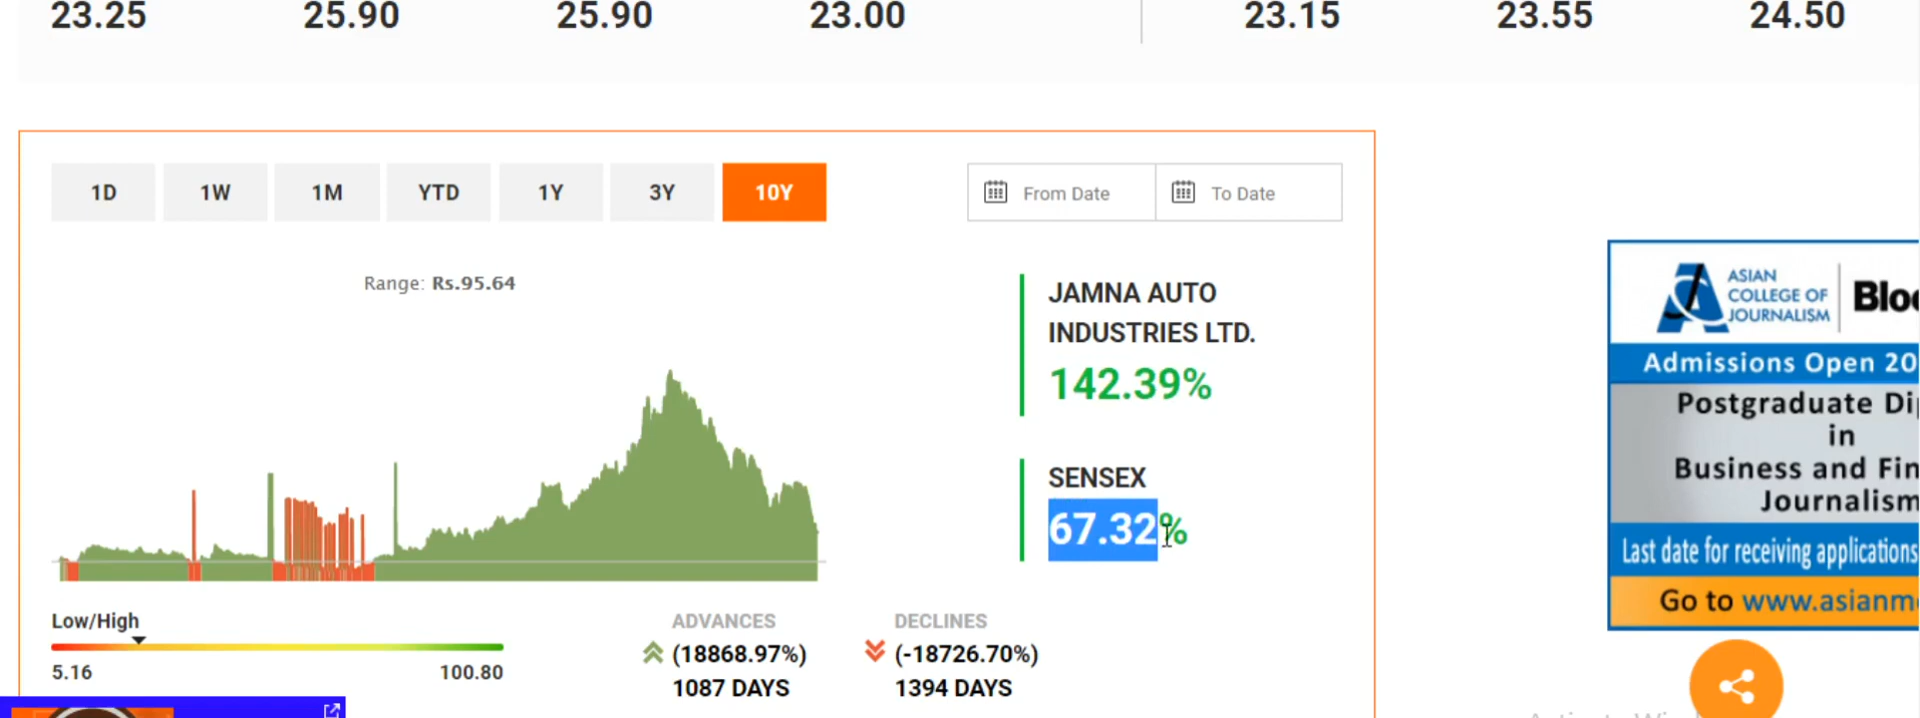 23.25 25.90 25.90 23.00 23.15 23.55 24.50
1D 1W 1M YTD 1Y 3Y 10Y
From Date To Date
Range: Rs.95.64
JAMNA AUTO
INDUSTRIES LTD.
142.39%
SENSEX
67.32%
Low/High
5.16 100.80
ADVANCES
(18868.97%)
1087 DAYS
DECLINES
(-18726.70%)
1394 DAYS
ASIAN
COLLEGE OF
JOURNALISM
Bloo
Admissions Open 20
Postgraduate Di
in
Business and Fin
Journalism
Last date for receiving applications
Go to www.asianm